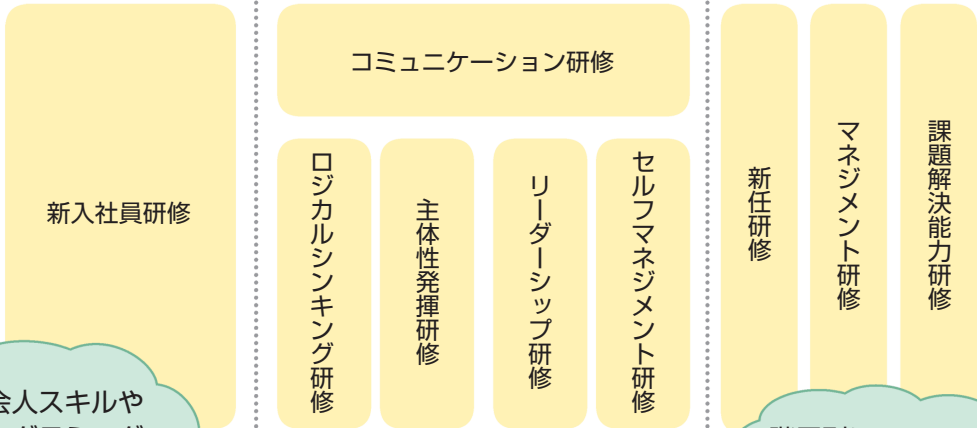 新入社員研修
コミュニケーション研修
ロジカルシンキング研修
主体性発揮研修
リーダーシップ研修
セルフマネジメント研修
新任研修
マネジメント研修
課題解決能力研修
会人スキルや